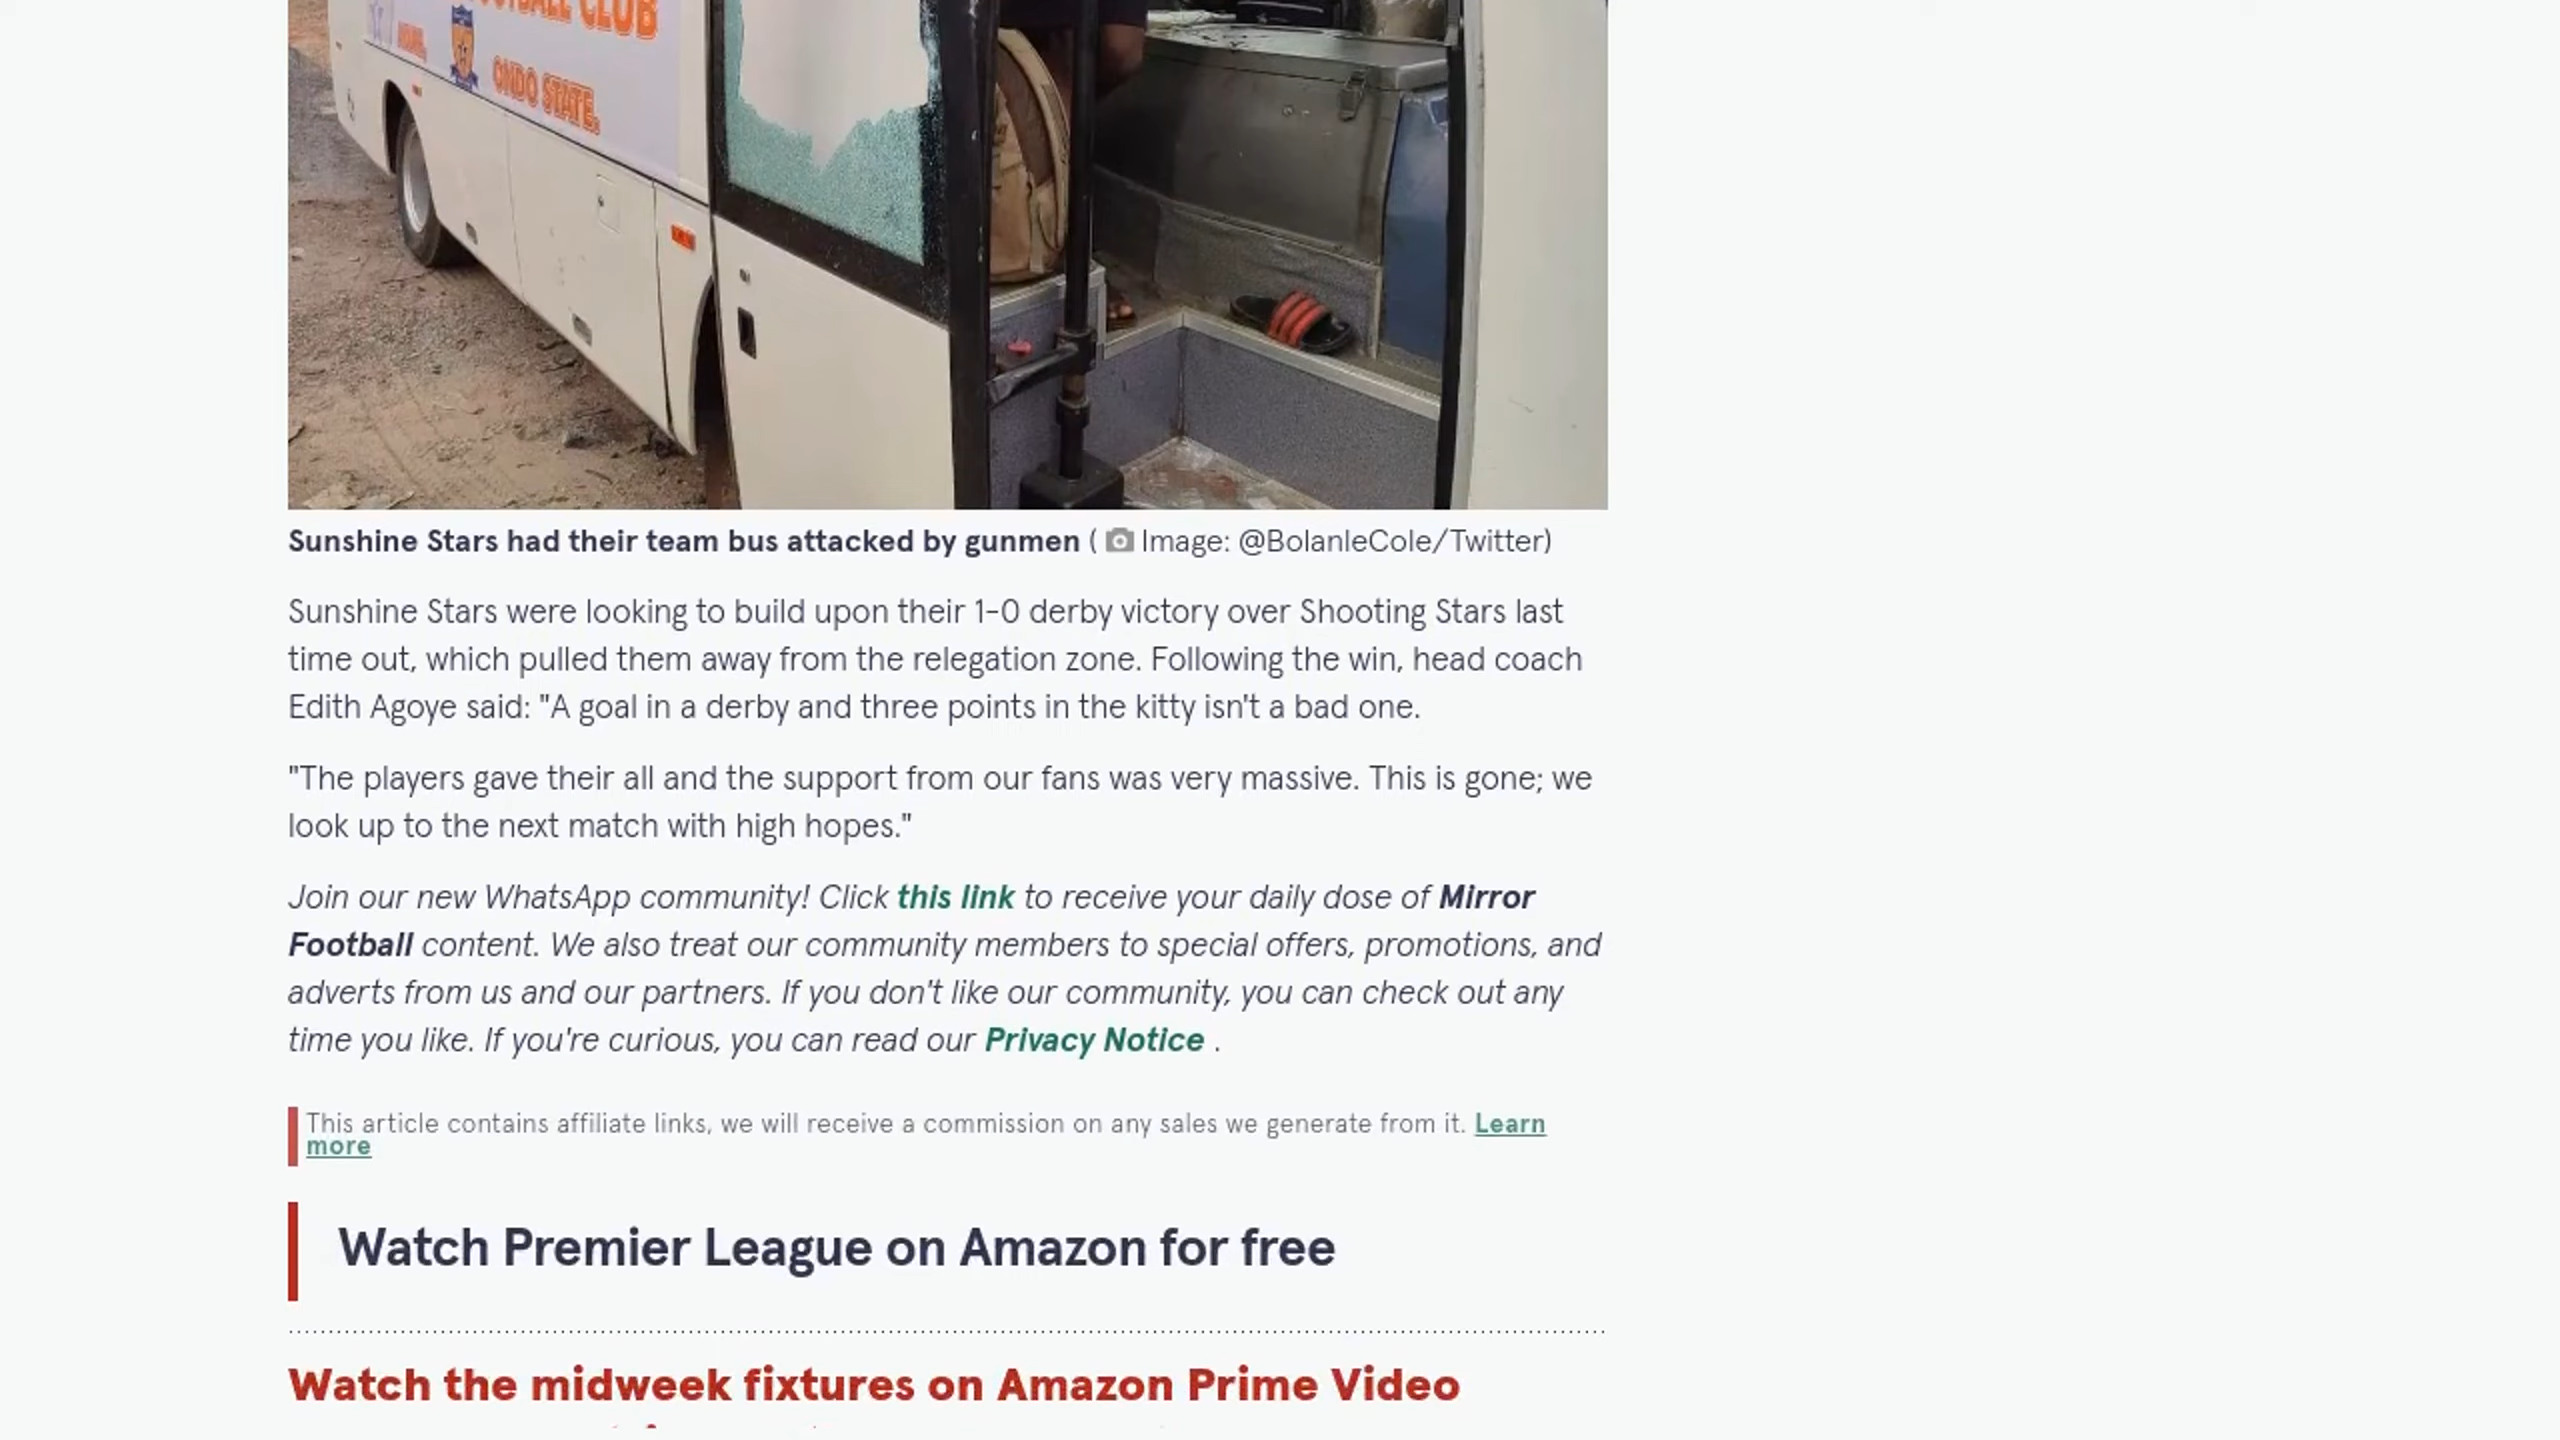 FOOTBALL CLUB
ONDO STATE.
Sunshine Stars had their team bus attacked by gunmen ( Image: @BolanleCole/Twitter)
Sunshine Stars were looking to build upon their 1-0 derby victory over Shooting Stars last
time out, which pulled them away from the relegation zone. Following the win, head coach
Edith Agoye said: "A goal in a derby and three points in the kitty isn't a bad one.
"The players gave their all and the support from our fans was very massive. This is gone; we
look up to the next match with high hopes."
Join our new WhatsApp community! Click this link to receive your daily dose of Mirror
Football content. We also treat our community members to special offers, promotions, and
adverts from us and our partners. If you don't like our community, you can check out any
time you like. If you're curious, you can read our Privacy Notice .
This article contains affiliate links, we will receive a commission on any sales we generate from it. Learn
more
Watch Premier League on Amazon for free
Watch the midweek fixtures on Amazon Prime Video